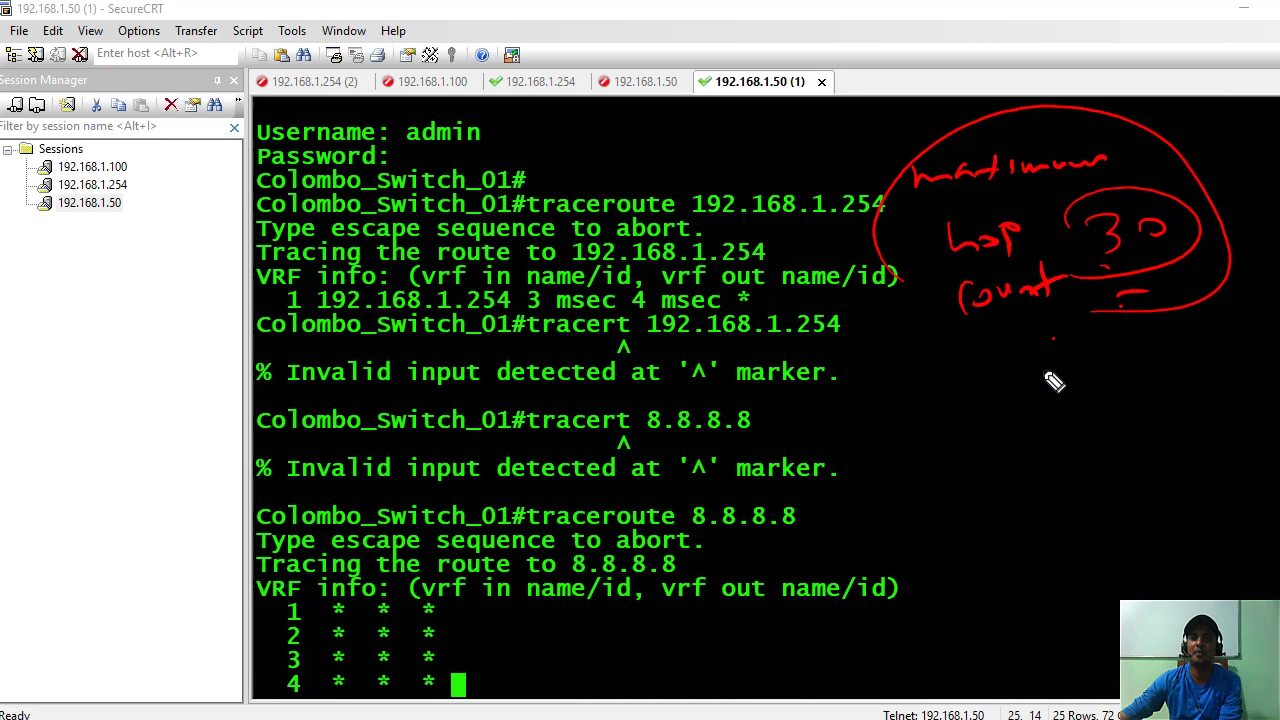 192.168.1.50 (1) - SecureCRT
File Edit View Options Transfer Script Tools Window Help
Enter host <Alt+R>
Session Manager
192.168.1.254 (2) 192.168.1.100 192.168.1.254 192.168.1.50 192.168.1.50 (1)
Filter by session name <Alt+I>
Sessions
192.168.1.100
192.168.1.254
192.168.1.50
Username: admin
Password:
Colombo_Switch_01#
Colombo_Switch_01#traceroute 192.168.1.254
Type escape sequence to abort.
Tracing the route to 192.168.1.254
VRF info: (vrf in name/id, vrf out name/id)
1 192.168.1.254 3 msec 4 msec *
Colombo_Switch_01#tracert 192.168.1.254
^
% Invalid input detected at '^' marker.
Colombo_Switch_01#tracert 8.8.8.8
^
% Invalid input detected at '^' marker.
Colombo_Switch_01#traceroute 8.8.8.8
Type escape sequence to abort.
Tracing the route to 8.8.8.8
VRF info: (vrf in name/id, vrf out name/id)
1 * * *
2 * * *
3 * * *
4 * * *
maximum
hop 30
count
Ready
Telnet: 192.168.1.50 25, 14 25 Rows, 72